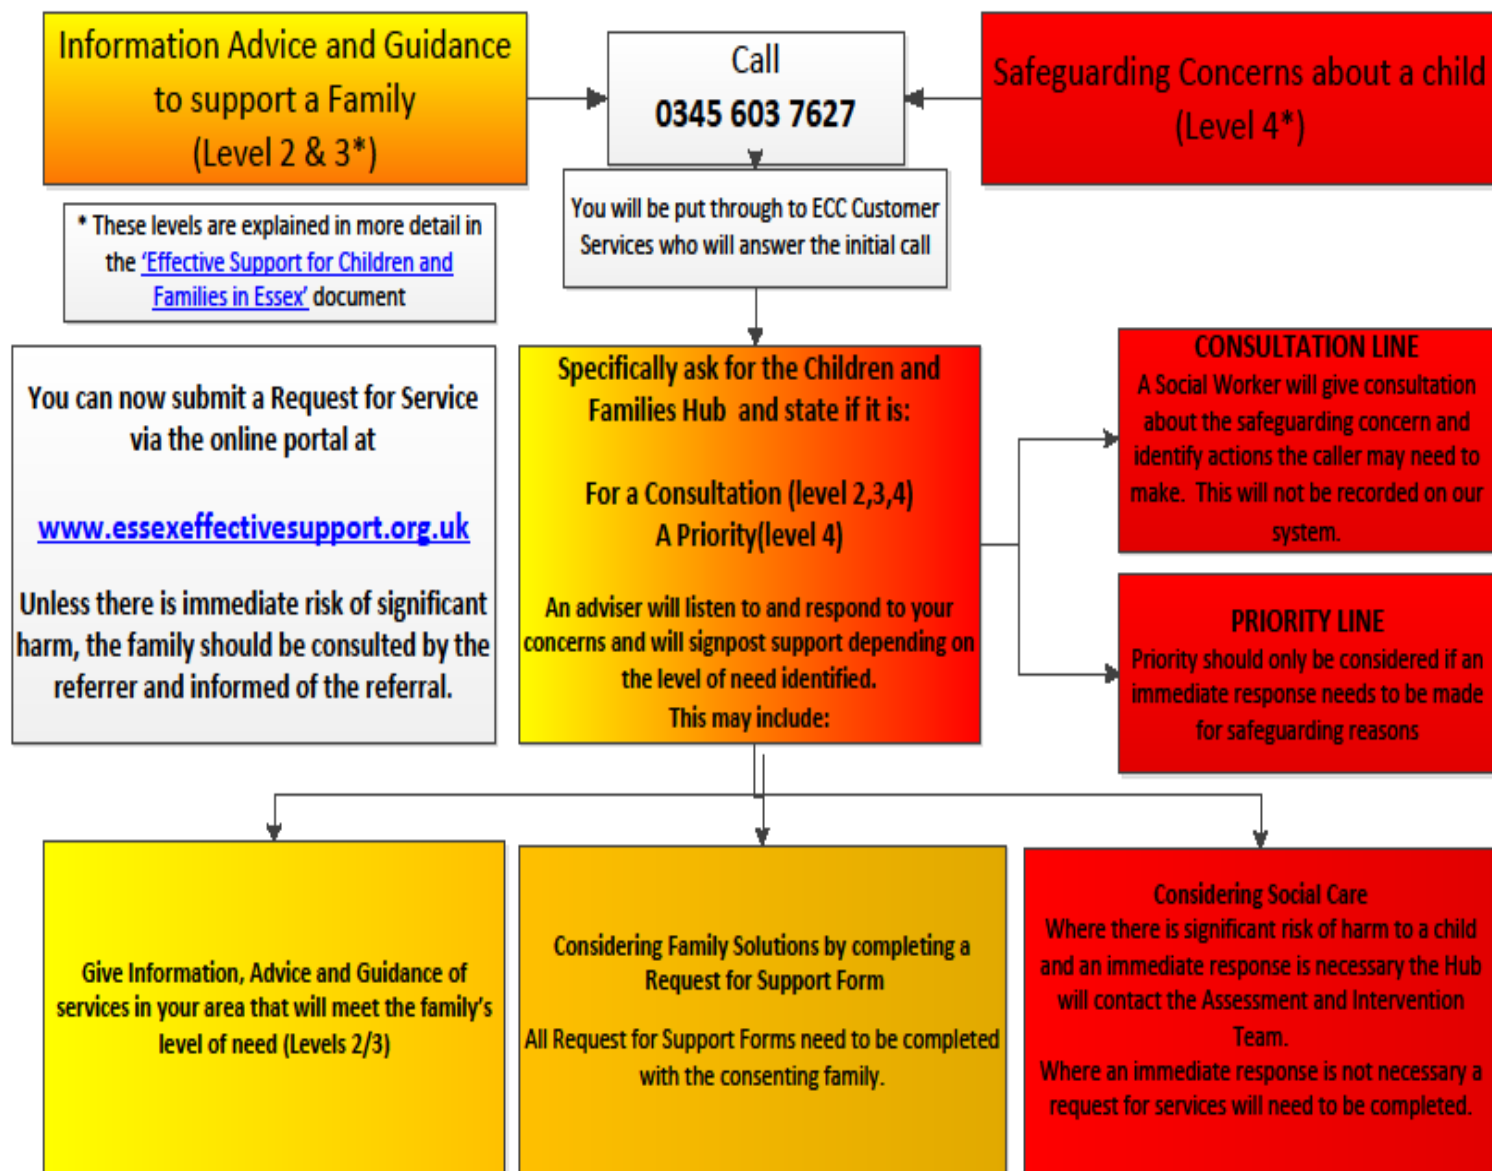 Information Advice and Guidance
to support a Family
(Level 2 & 3*)
Call
0345 603 7627
Safeguarding Concerns about a child
(Level 4*)
* These levels are explained in more detail in
the ‘Effective Support for Children and
Families in Essex’ document
You will be put through to ECC Customer
Services who will answer the initial call
You can now submit a Request for Service
via the online portal at
www.essexeffectivesupport.org.uk
Unless there is immediate risk of significant
harm, the family should be consulted by the
referrer and informed of the referral.
Specifically ask for the Children and
Families Hub and state if it is:
For a Consultation (level 2,3,4)
A Priority(level 4)
An adviser will listen to and respond to your
concerns and will signpost support depending on
the level of need identified.
This may include:
CONSULTATION LINE
A Social Worker will give consultation
about the safeguarding concern and
identify actions the caller may need to
make. This will not be recorded on our
system.
PRIORITY LINE
Priority should only be considered if an
immediate response needs to be made
for safeguarding reasons
Give Information, Advice and Guidance of
services in your area that will meet the family’s
level of need (Levels 2/3)
Considering Family Solutions by completing a
Request for Support Form
All Request for Support Forms need to be completed
with the consenting family.
Considering Social Care
Where there is significant risk of harm to a child
and an immediate response is necessary the Hub
will contact the Assessment and Intervention
Team.
Where an immediate response is not necessary a
request for services will need to be completed.